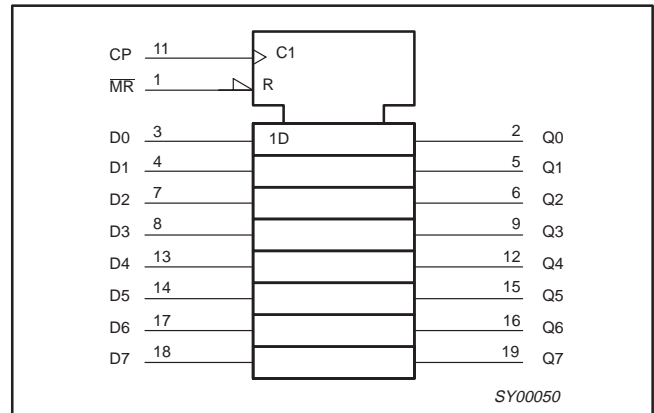 CP 11 C1
M̅R̅ 1 R
D0 3 1D 2 Q0
D1 4 5 Q1
D2 7 6 Q2
D3 8 9 Q3
D4 13 12 Q4
D5 14 15 Q5
D6 17 16 Q6
D7 18 19 Q7
SY00050